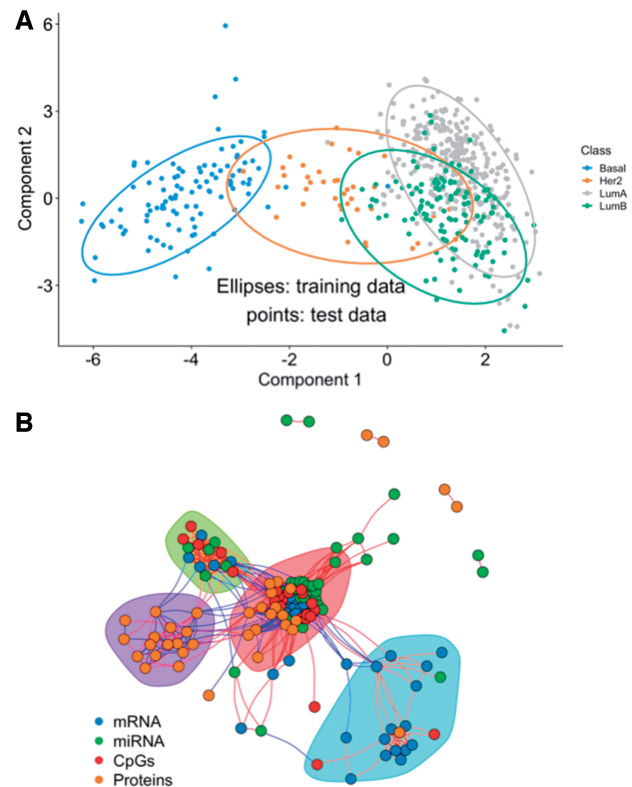 A
6
3
0
-3
Component 2
-6
-4
-2
0
2
Component 1
Ellipses: training data
points: test data
Class
Basal
Her2
LumA
LumB
B
mRNA
miRNA
CpGs
Proteins